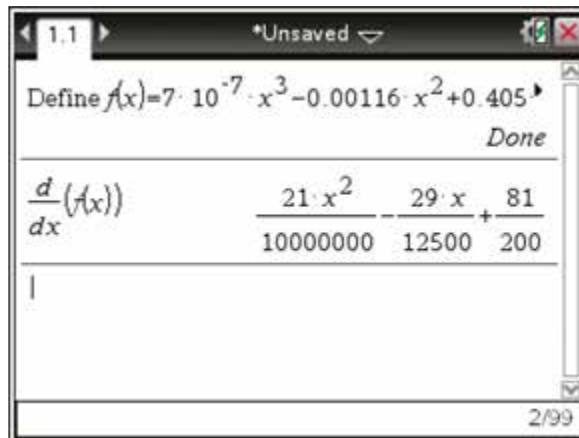 1.1 *Unsaved
Define f(x)=7·10^-7·x^3−0.00116·x^2+0.405
Done
d/dx(f(x)) 21·x^2/10000000−29·x/12500+81/200
2/99